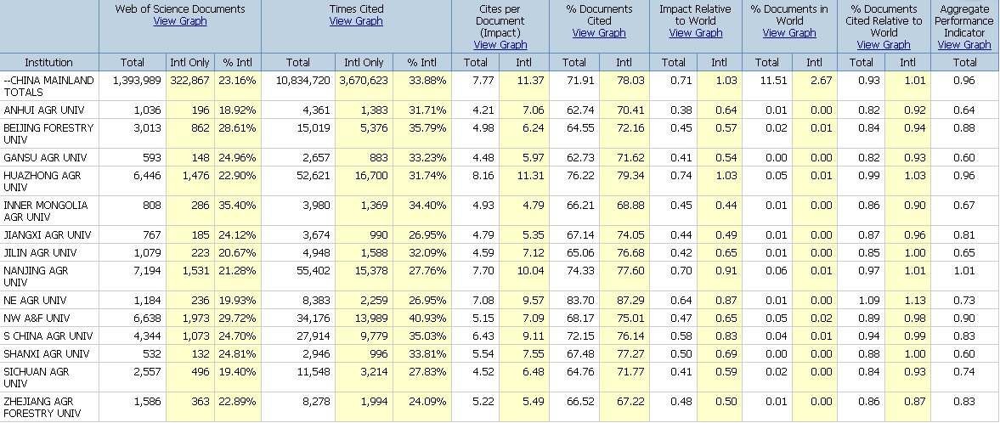 Web of Science Documents
View Graph
Times Cited
View Graph
Cites per
Document
(Impact)
View Graph
% Documents
Cited
View Graph
Impact Relative
to World
View Graph
% Documents in
World
View Graph
% Documents
Cited Relative to
World
View Graph
Aggregate
Performance
Indicator
View Graph
Institution Total Intl Only % Intl Total Intl Only % Intl Total Intl Total Intl Total Intl Total Intl Total Intl Total
--CHINA MAINLAND 1,393,989 322,867 23.16% 10,834,720 3,670,623 33.88% 7.77 11.37 71.91 78.03 0.71 1.03 11.51 2.67 0.93 1.01 0.96
TOTALS
ANHUI AGR UNIV 1,036 196 18.92% 4,361 1,383 31.71% 4.21 7.06 62.74 70.41 0.38 0.64 0.01 0.00 0.82 0.92 0.64
BEIJING FORESTRY 3,013 862 28.61% 15,019 5,376 35.79% 4.98 6.24 64.55 72.16 0.45 0.57 0.02 0.01 0.84 0.94 0.88
UNIV
GANSU AGR UNIV 593 148 24.96% 2,657 883 33.23% 4.48 5.97 62.73 71.62 0.41 0.54 0.00 0.00 0.82 0.93 0.60
HUAZHONG AGR 6,446 1,476 22.90% 52,621 16,700 31.74% 8.16 11.31 76.22 79.34 0.74 1.03 0.05 0.01 0.99 1.03 0.96
UNIV
INNER MONGOLIA 808 286 35.40% 3,980 1,369 34.40% 4.93 4.79 66.21 68.88 0.45 0.44 0.01 0.00 0.86 0.90 0.67
AGR UNIV
JIANGXI AGR UNIV 767 185 24.12% 3,674 990 26.95% 4.79 5.35 67.14 74.05 0.44 0.49 0.01 0.00 0.87 0.96 0.81
JILIN AGR UNIV 1,079 223 20.67% 4,948 1,588 32.09% 4.59 7.12 65.06 76.68 0.42 0.65 0.01 0.00 0.85 1.00 0.65
NANJING AGR 7,194 1,531 21.28% 55,402 15,378 27.76% 7.70 10.04 74.33 77.60 0.70 0.91 0.06 0.01 0.97 1.01 1.01
UNIV
NE AGR UNIV 1,184 236 19.93% 8,383 2,259 26.95% 7.08 9.57 83.70 87.29 0.64 0.87 0.01 0.00 1.09 1.13 0.73
NW A&F UNIV 6,638 1,973 29.72% 34,176 13,989 40.93% 5.15 7.09 68.17 75.01 0.47 0.65 0.05 0.02 0.89 0.98 0.90
S CHINA AGR UNIV 4,344 1,073 24.70% 27,914 9,779 35.03% 6.43 9.11 72.15 76.14 0.58 0.83 0.04 0.01 0.94 0.99 0.83
SHANXI AGR UNIV 532 132 24.81% 2,946 996 33.81% 5.54 7.55 67.48 77.27 0.50 0.69 0.00 0.00 0.88 1.00 0.60
SICHUAN AGR 2,557 496 19.40% 11,548 3,214 27.83% 4.52 6.48 64.76 71.77 0.41 0.59 0.02 0.00 0.84 0.93 0.74
UNIV
ZHEJIANG AGR 1,586 363 22.89% 8,278 1,994 24.09% 5.22 5.49 66.52 67.22 0.48 0.50 0.01 0.00 0.86 0.87 0.83
FORESTRY UNIV